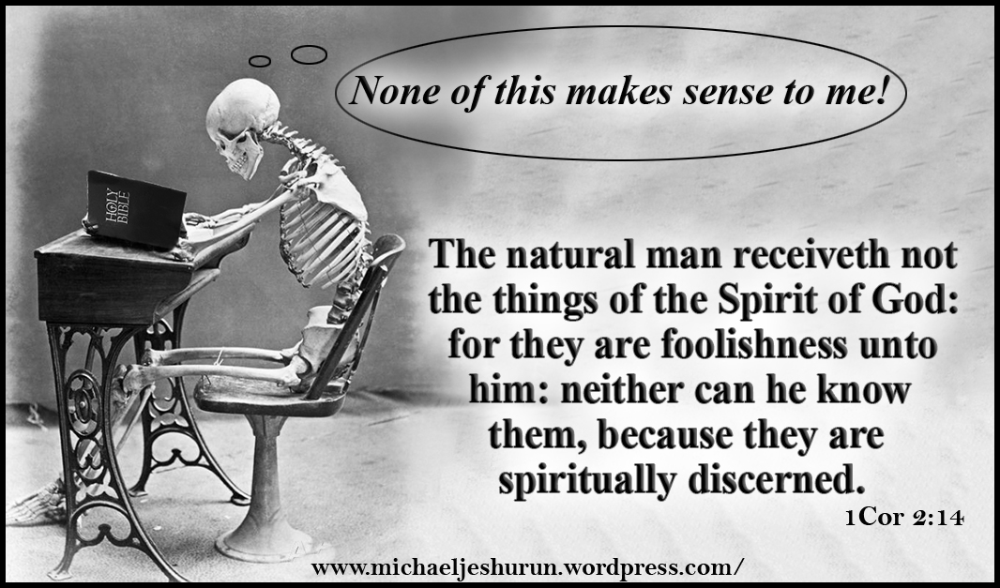 None of this makes sense to me!
HOLY
BIBLE
The natural man receiveth not
the things of the Spirit of God:
for they are foolishness unto
him: neither can he know
them, because they are
spiritually discerned.
1Cor 2:14
www.michaeljeshurun.wordpress.com/